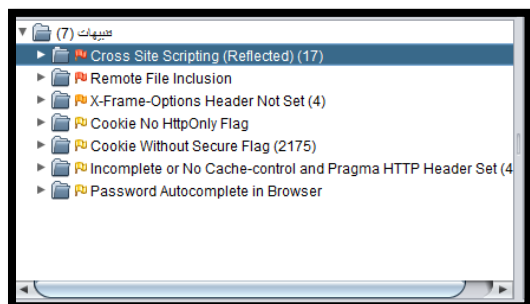 تنبيهات (7)
Cross Site Scripting (Reflected) (17)
Remote File Inclusion
X-Frame-Options Header Not Set (4)
Cookie No HttpOnly Flag
Cookie Without Secure Flag (2175)
Incomplete or No Cache-control and Pragma HTTP Header Set (4
Password Autocomplete in Browser